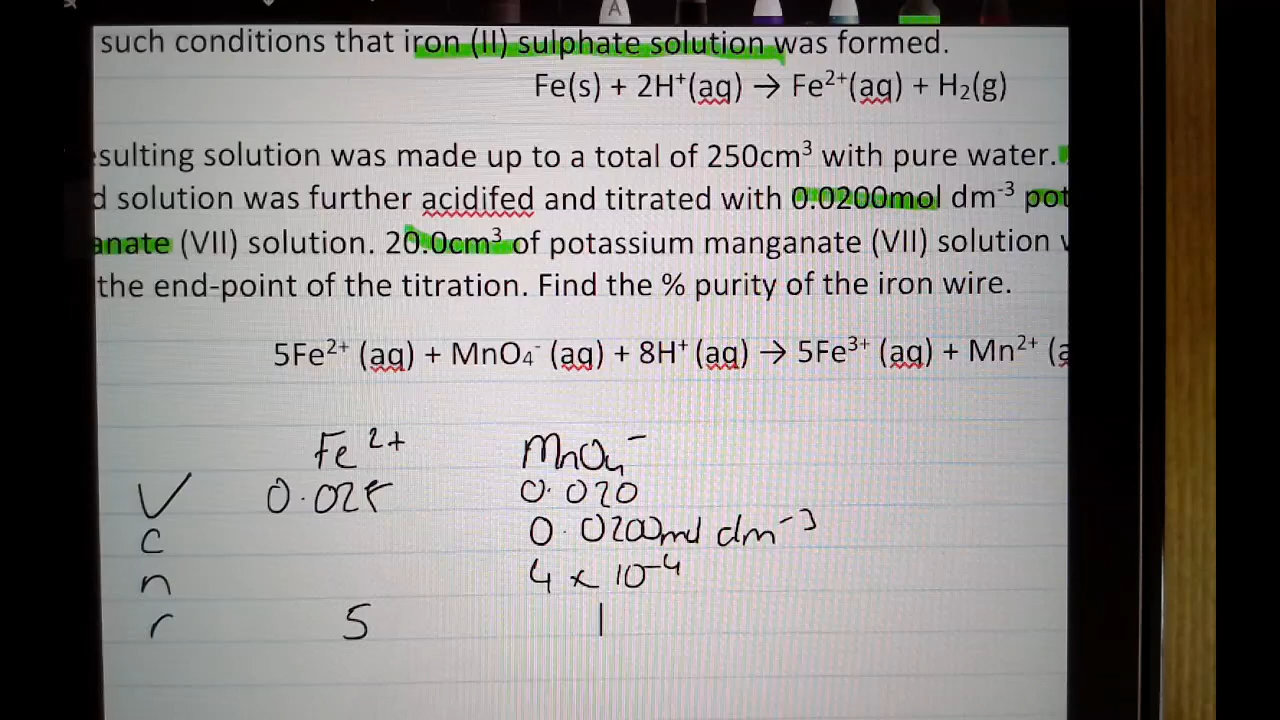 A
such conditions that iron (II) sulphate solution was formed.
Fe(s) + 2H⁺(aq) → Fe²⁺(aq) + H₂(g)
sulting solution was made up to a total of 250cm³ with pure water.
d solution was further acidifed and titrated with 0.0200mol dm⁻³ pot
anate (VII) solution. 20.0cm³ of potassium manganate (VII) solution
the end-point of the titration. Find the % purity of the iron wire.
5Fe²⁺ (aq) + MnO₄⁻ (aq) + 8H⁺ (aq) → 5Fe³⁺ (aq) + Mn²⁺ (a
Fe²⁺ MnO₄⁻
V 0.025 0.020
c 0.0200mol dm⁻³
n 4 × 10⁻⁴
r 5 1